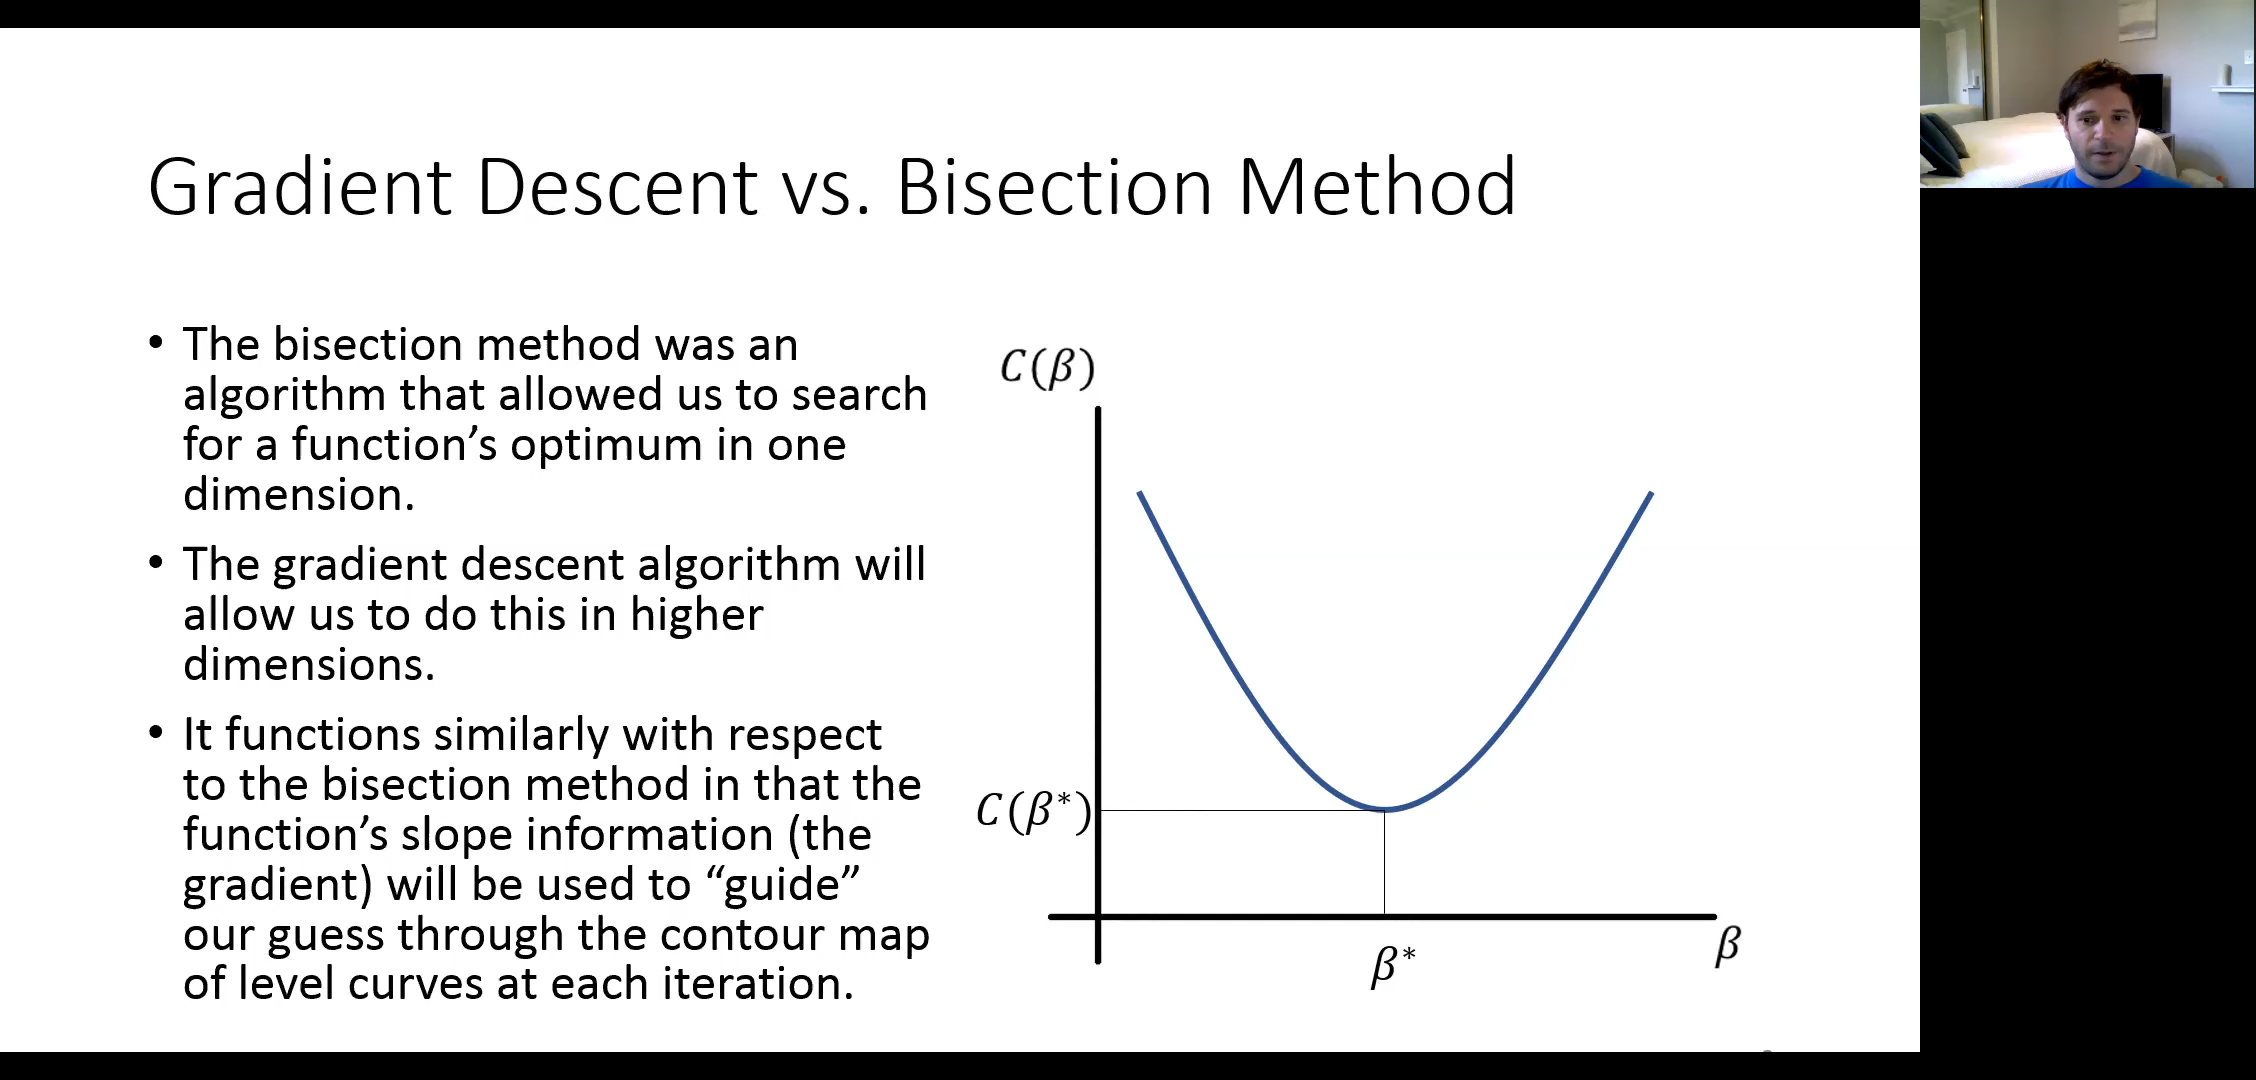 Gradient Descent vs. Bisection Method
• The bisection method was an
algorithm that allowed us to search
for a function’s optimum in one
dimension.
• The gradient descent algorithm will
allow us to do this in higher
dimensions.
• It functions similarly with respect
to the bisection method in that the
function’s slope information (the
gradient) will be used to “guide”
our guess through the contour map
of level curves at each iteration.
C(β)
C(β*)
β*
β